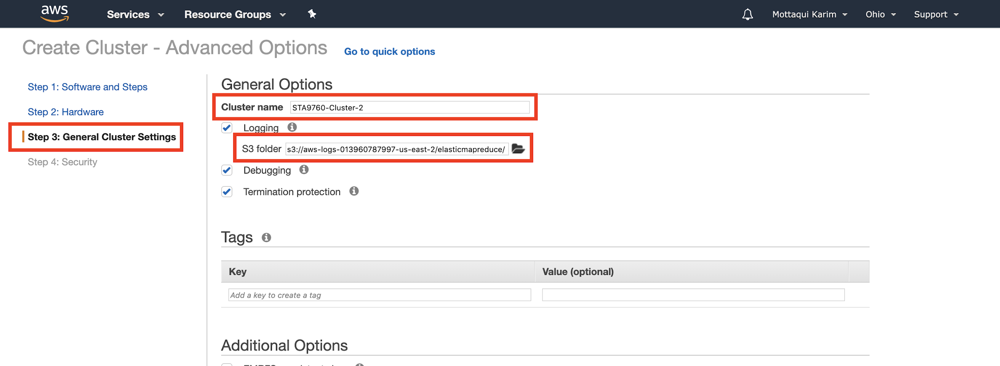 aws Services Resource Groups Mottaqui Karim Ohio Support
Create Cluster - Advanced Options Go to quick options
Step 1: Software and Steps
Step 2: Hardware
Step 3: General Cluster Settings
Step 4: Security
General Options
Cluster name STA9760-Cluster-2
Logging
S3 folder s3://aws-logs-013960787997-us-east-2/elasticmapreduce/
Debugging
Termination protection
Tags
Key Value (optional)
Add a key to create a tag
Additional Options